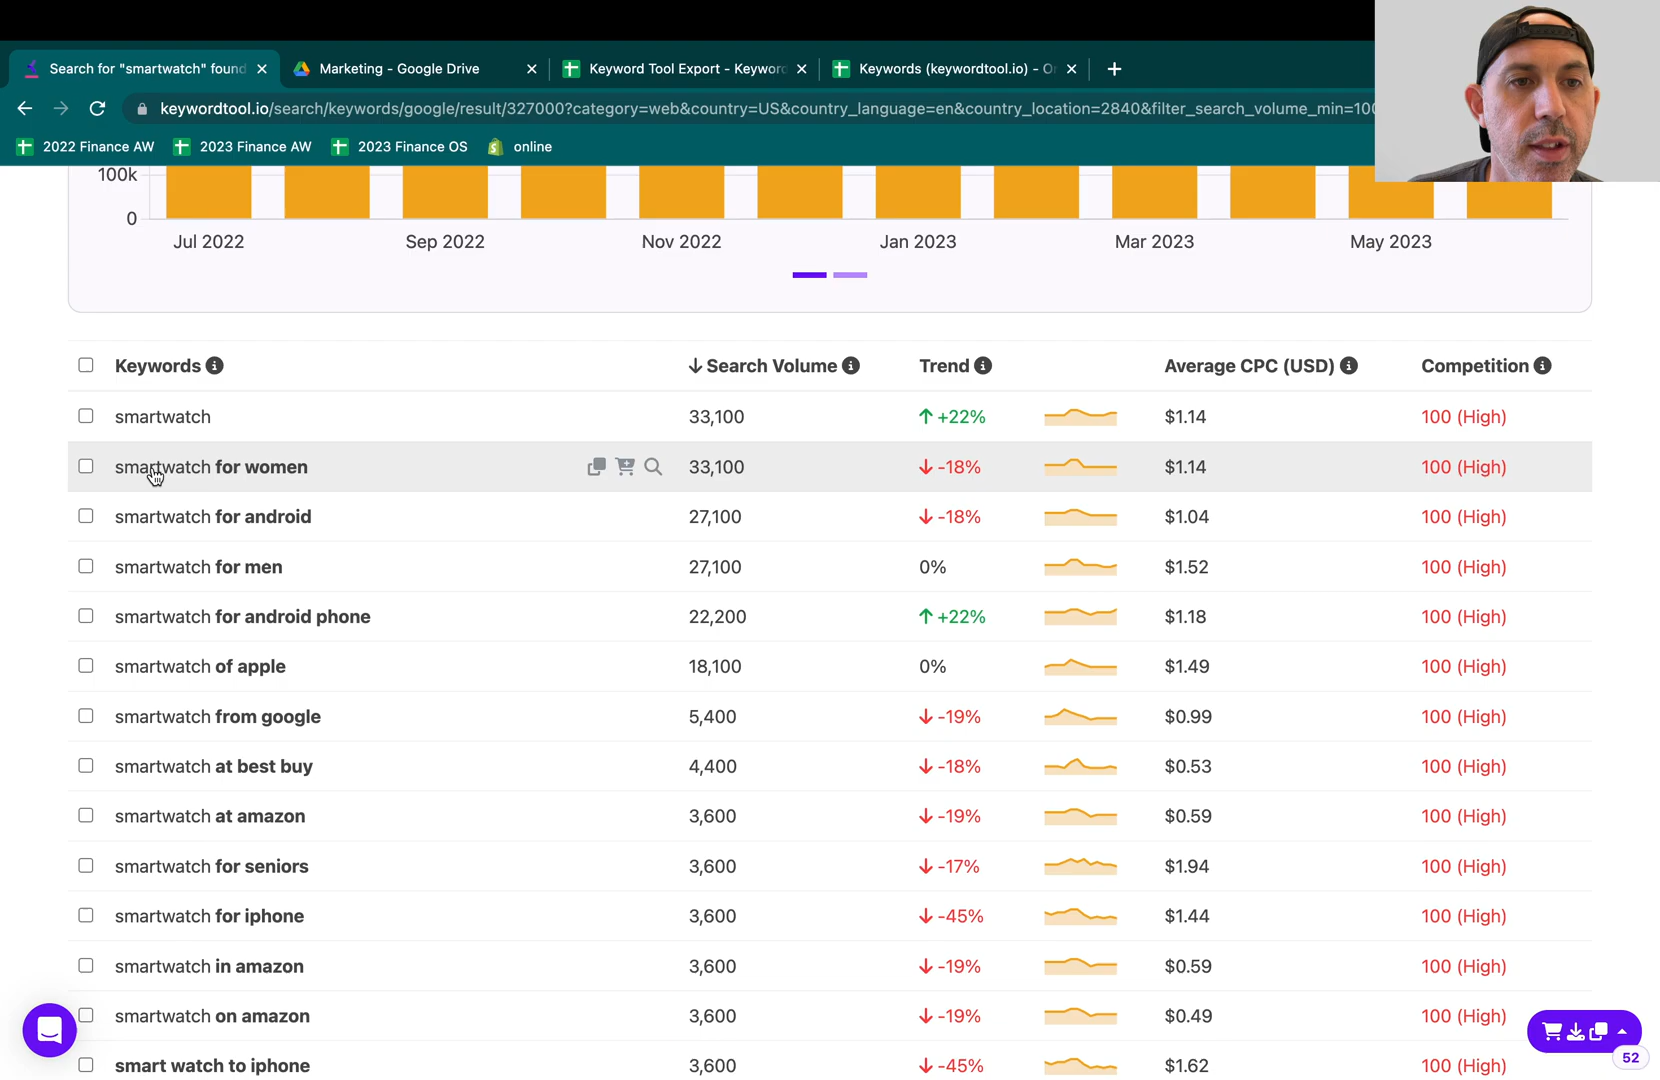 Search for "smartwatch" found
Marketing - Google Drive
Keyword Tool Export - Keywor
Keywords (keywordtool.io) - O
keywordtool.io/search/keywords/google/result/327000?category=web&country=US&country_language=en&country_location=2840&filter_search_volume_min=100
2022 Finance AW
2023 Finance AW
2023 Finance OS
online
100k
0
Jul 2022
Sep 2022
Nov 2022
Jan 2023
Mar 2023
May 2023
Keywords
Search Volume
Trend
Average CPC (USD)
Competition
smartwatch 33,100 +22% $1.14 100 (High)
smartwatch for women 33,100 -18% $1.14 100 (High)
smartwatch for android 27,100 -18% $1.04 100 (High)
smartwatch for men 27,100 0% $1.52 100 (High)
smartwatch for android phone 22,200 +22% $1.18 100 (High)
smartwatch of apple 18,100 0% $1.49 100 (High)
smartwatch from google 5,400 -19% $0.99 100 (High)
smartwatch at best buy 4,400 -18% $0.53 100 (High)
smartwatch at amazon 3,600 -19% $0.59 100 (High)
smartwatch for seniors 3,600 -17% $1.94 100 (High)
smartwatch for iphone 3,600 -45% $1.44 100 (High)
smartwatch in amazon 3,600 -19% $0.59 100 (High)
smartwatch on amazon 3,600 -19% $0.49 100 (High)
smart watch to iphone 3,600 -45% $1.62 100 (High)
52